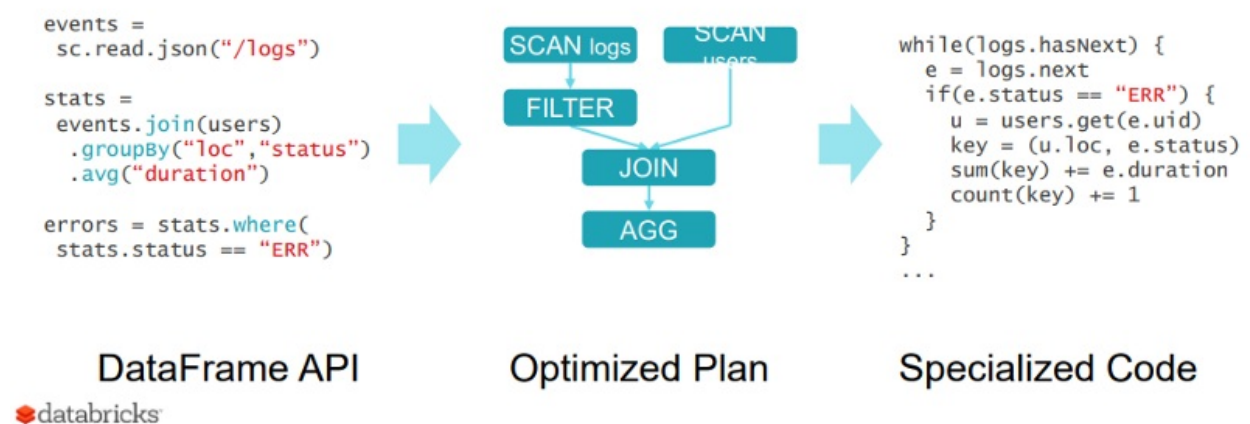 events =
sc.read.json("/logs")
stats =
events.join(users)
.groupBy("loc","status")
.avg("duration")
errors = stats.where(
stats.status == "ERR")
DataFrame API
SCAN logs
SCAN
users
FILTER
JOIN
AGG
Optimized Plan
while(logs.hasNext) {
e = logs.next
if(e.status == "ERR") {
u = users.get(e.uid)
key = (u.loc, e.status)
sum(key) += e.duration
count(key) += 1
}
}
...
Specialized Code
databricks